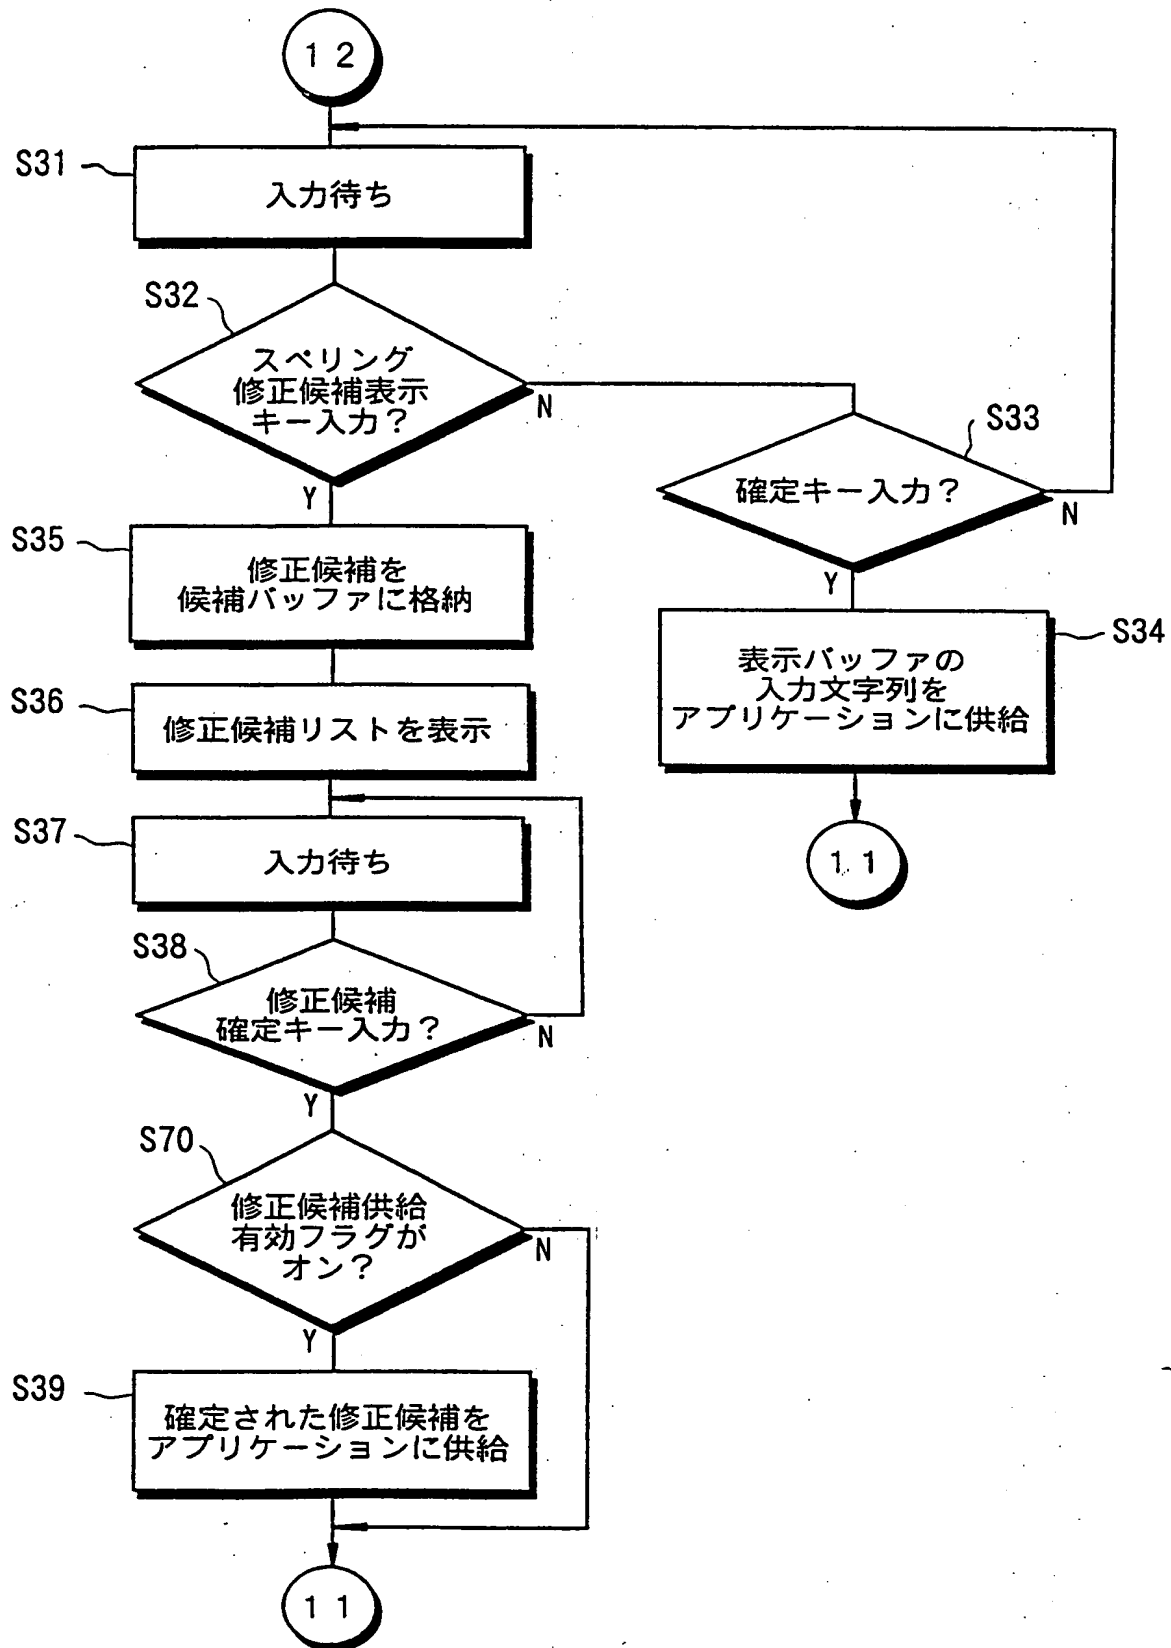 12
S31
入力待ち
S32
スペリング
修正候補表示
キー入力？
N
Y
S33
確定キー入力？
N
Y
S34
表示バッファの
入力文字列を
アプリケーションに供給
11
S35
修正候補を
候補バッファに格納
S36
修正候補リストを表示
S37
入力待ち
S38
修正候補
確定キー入力？
N
Y
S70
修正候補供給
有効フラグが
オン？
N
Y
S39
確定された修正候補を
アプリケーションに供給
11